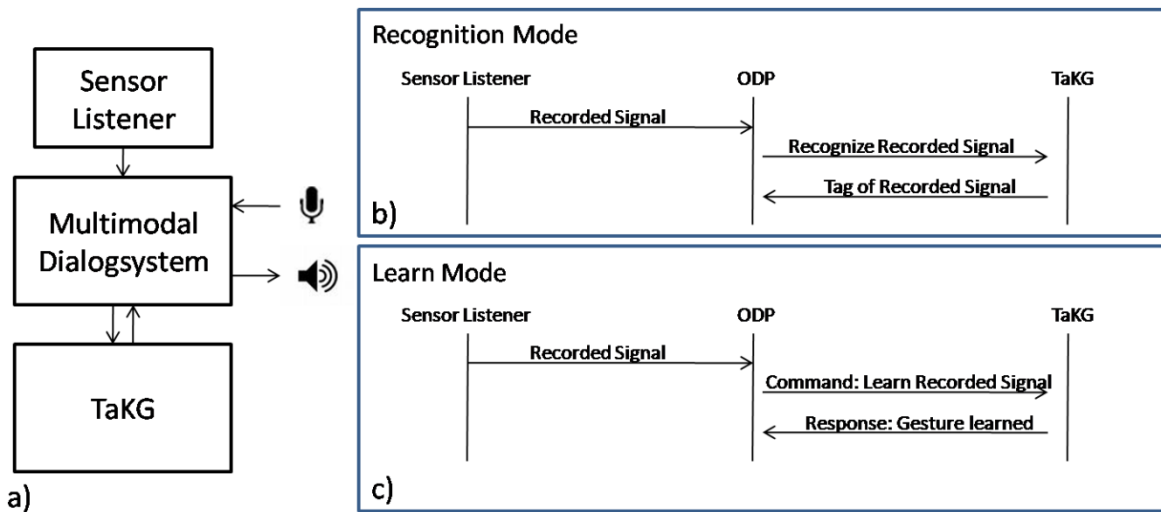 Sensor
Listener
Multimodal
Dialogsystem
TaKG
a)
Recognition Mode
Sensor Listener ODP TaKG
Recorded Signal
Recognize Recorded Signal
Tag of Recorded Signal
b)
Learn Mode
Sensor Listener ODP TaKG
Recorded Signal
Command: Learn Recorded Signal
Response: Gesture learned
c)